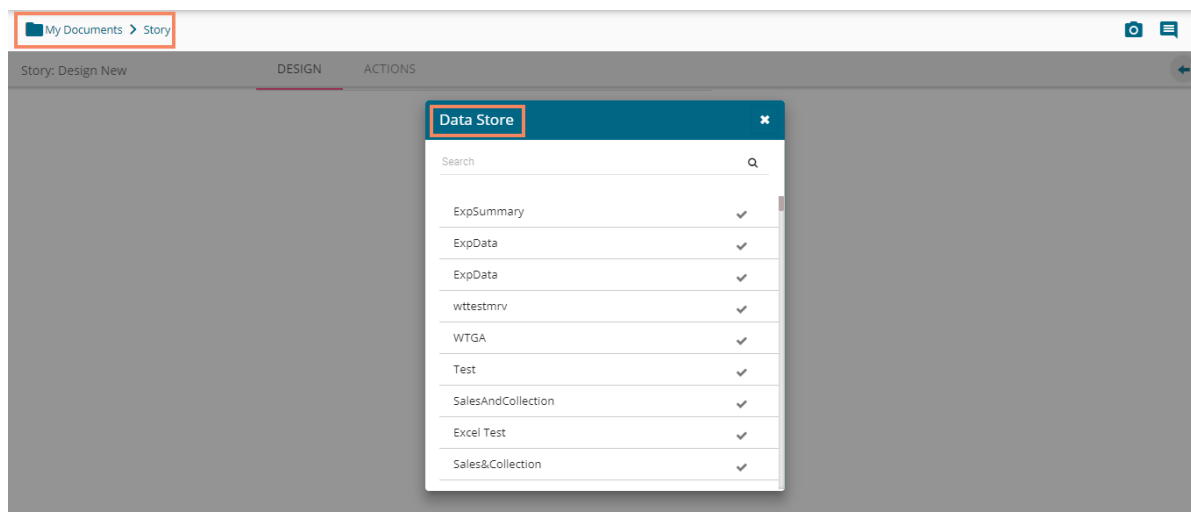 My Documents > Story
Story: Design New DESIGN ACTIONS
Data Store
Search
ExpSummary
ExpData
ExpData
wttestmrv
WTGA
Test
SalesAndCollection
Excel Test
Sales&Collection